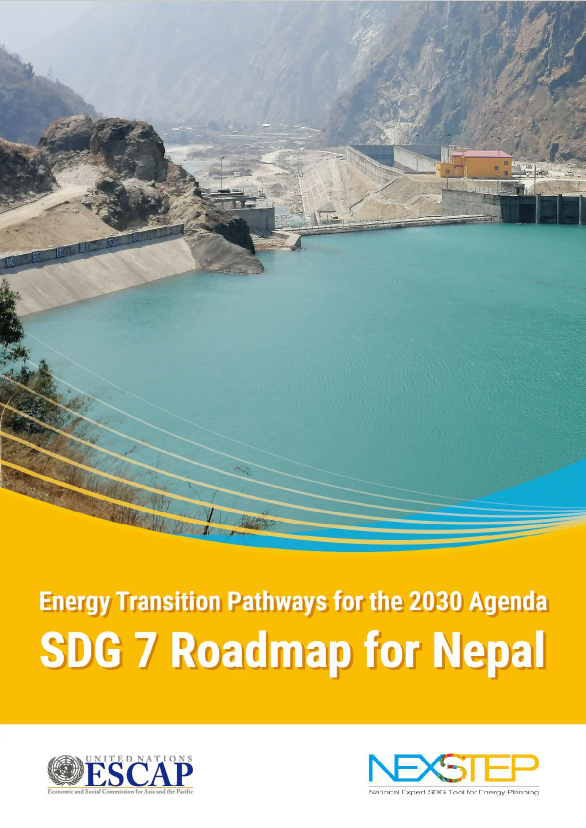 Energy Transition Pathways for the 2030 Agenda
SDG 7 Roadmap for Nepal
UNITED NATIONS
ESCAP
Economic and Social Commission for Asia and the Pacific
NEXSTEP
National Expert SDG Tool for Energy Planning